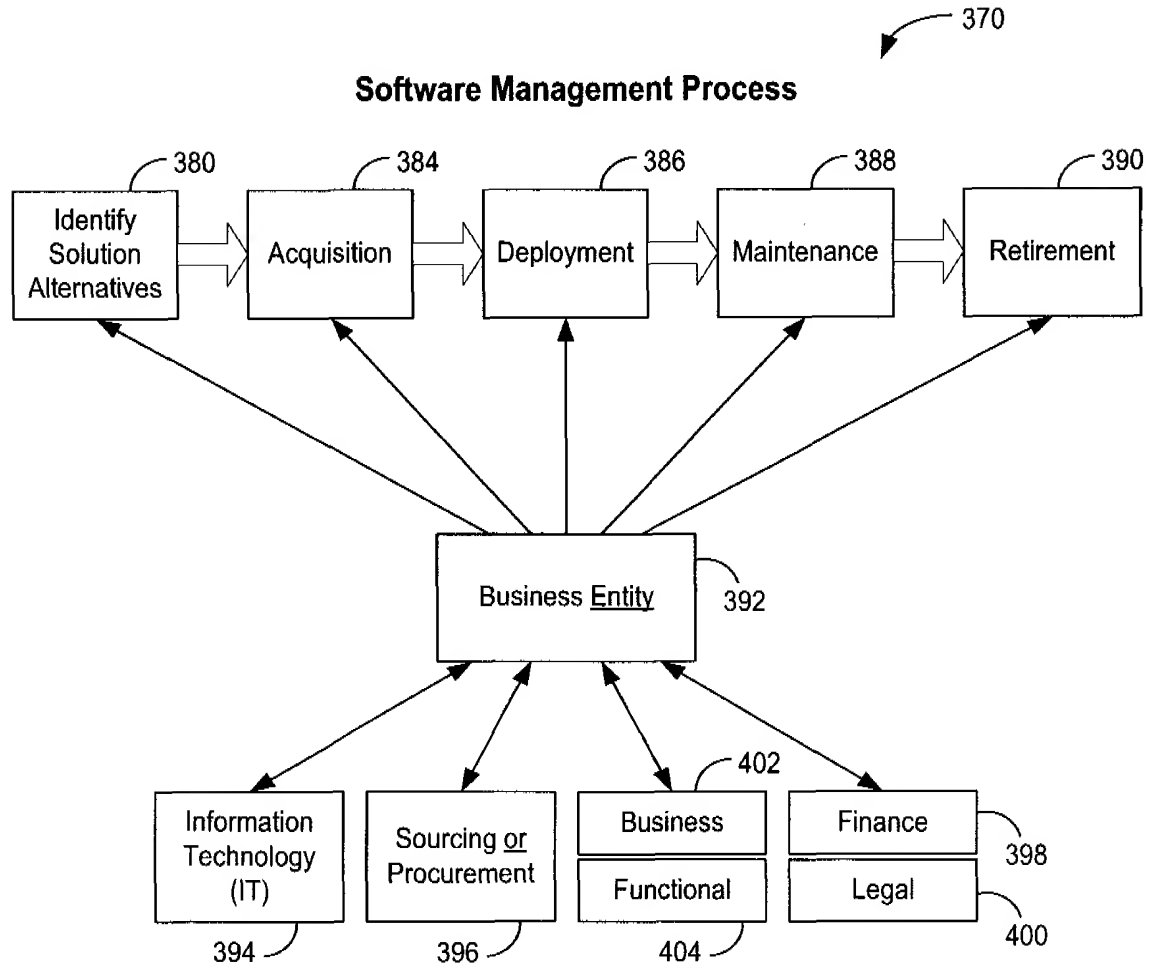 370
Software Management Process
380
384
386
388
390
Identify
Solution
Alternatives
Acquisition
Deployment
Maintenance
Retirement
Business Entity
392
402
Information
Technology
(IT)
Sourcing or
Procurement
Business
Functional
Finance
Legal
398
400
394
396
404